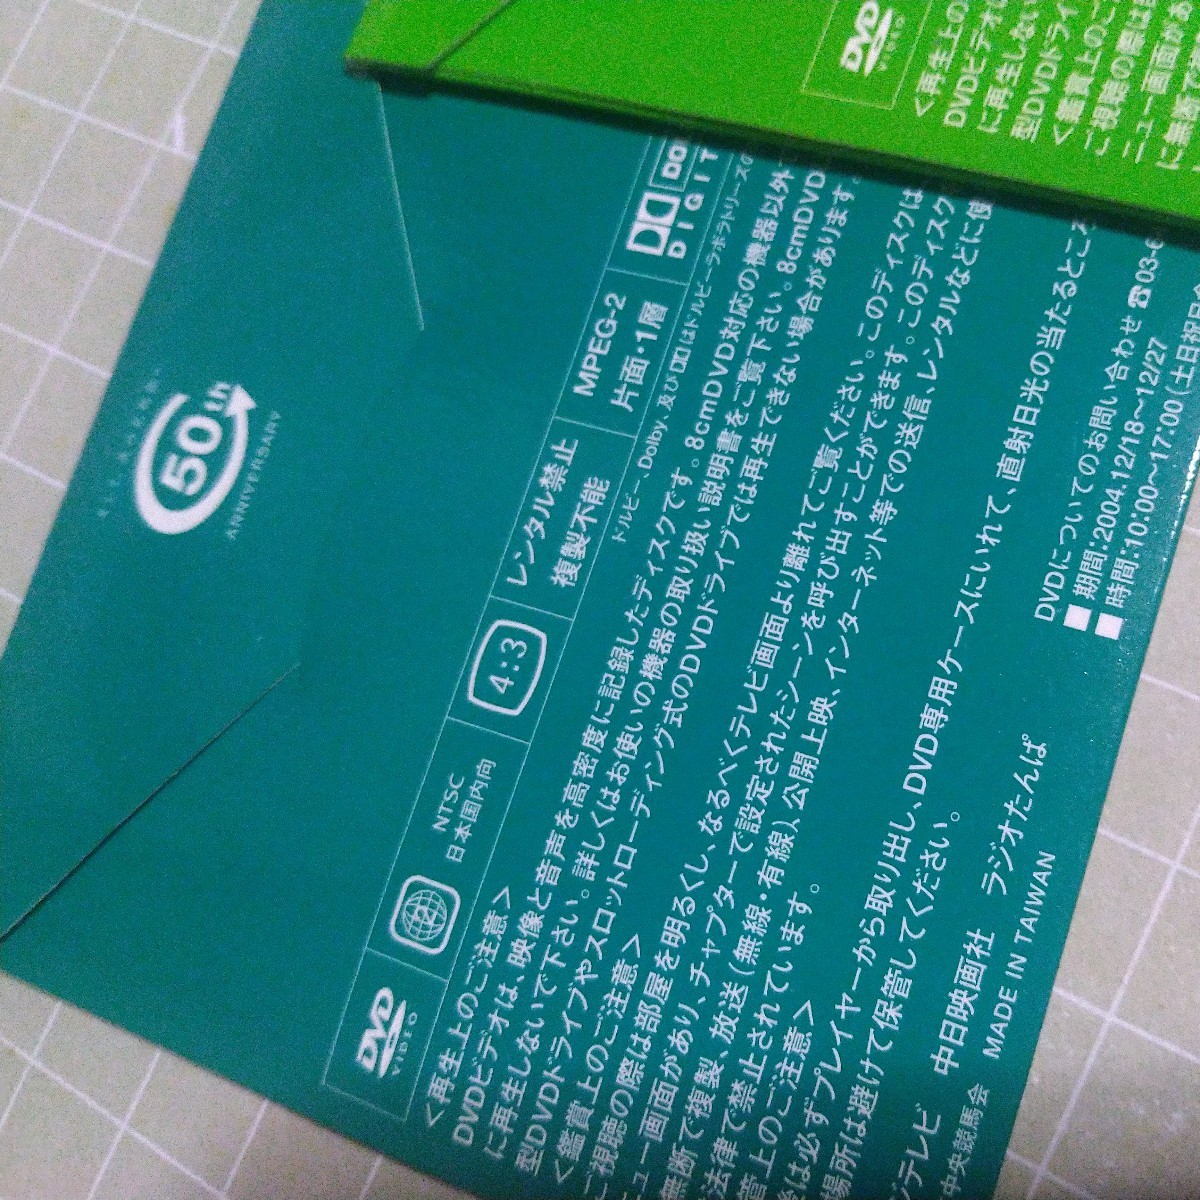 50th
ANNIVERSARY
DVD
VIDEO
2
NTSC
日本国内向
4:3
レンタル禁止
複製不能
MPEG-2
片面・1層
DIGIT
ドルビー、Dolby、及び はドルビーラボラトリーズの
<再生上のご注意>
DVDビデオは、映像と音声を高密度に記録したディスクです。8cmDVD対応の機器以外
に再生しないで下さい。詳しくはお使いの機器の取り扱い説明書をご覧下さい。8cmDVD
型DVDドライブやスロットローディング式のDVDドライブでは再生できない場合があります。
<鑑賞上のご注意>
ご視聴の際は部屋を明るくし、なるべくテレビ画面より離れてご覧ください。このディスクは
ニュー画面があり、チャプターで設定されたシーンを呼び出すことができます。このディスク
無断で複製、放送(無線・有線)、公開上映、インターネット等での送信、レンタルなどに使
法律で禁止されています。
管上のご注意>
後は必ずプレイヤーから取り出し、DVD専用ケースにいれて、直射日光の当たるところ
場所は避けて保管してください。
DVDについてのお問い合わせ ☎03-6
■期間:2004.12/18〜12/27
■時間:10:00〜17:00(土日祝日
テレビ 中日映画社 ラジオたんぱ
中央競馬会 MADE IN TAIWAN
DVD
VIDEO
<再生上の
DVDビデオは
に再生しない
型DVDドライ
<鑑賞上のご
ご視聴の際は
ニュー画面があ
に無断で